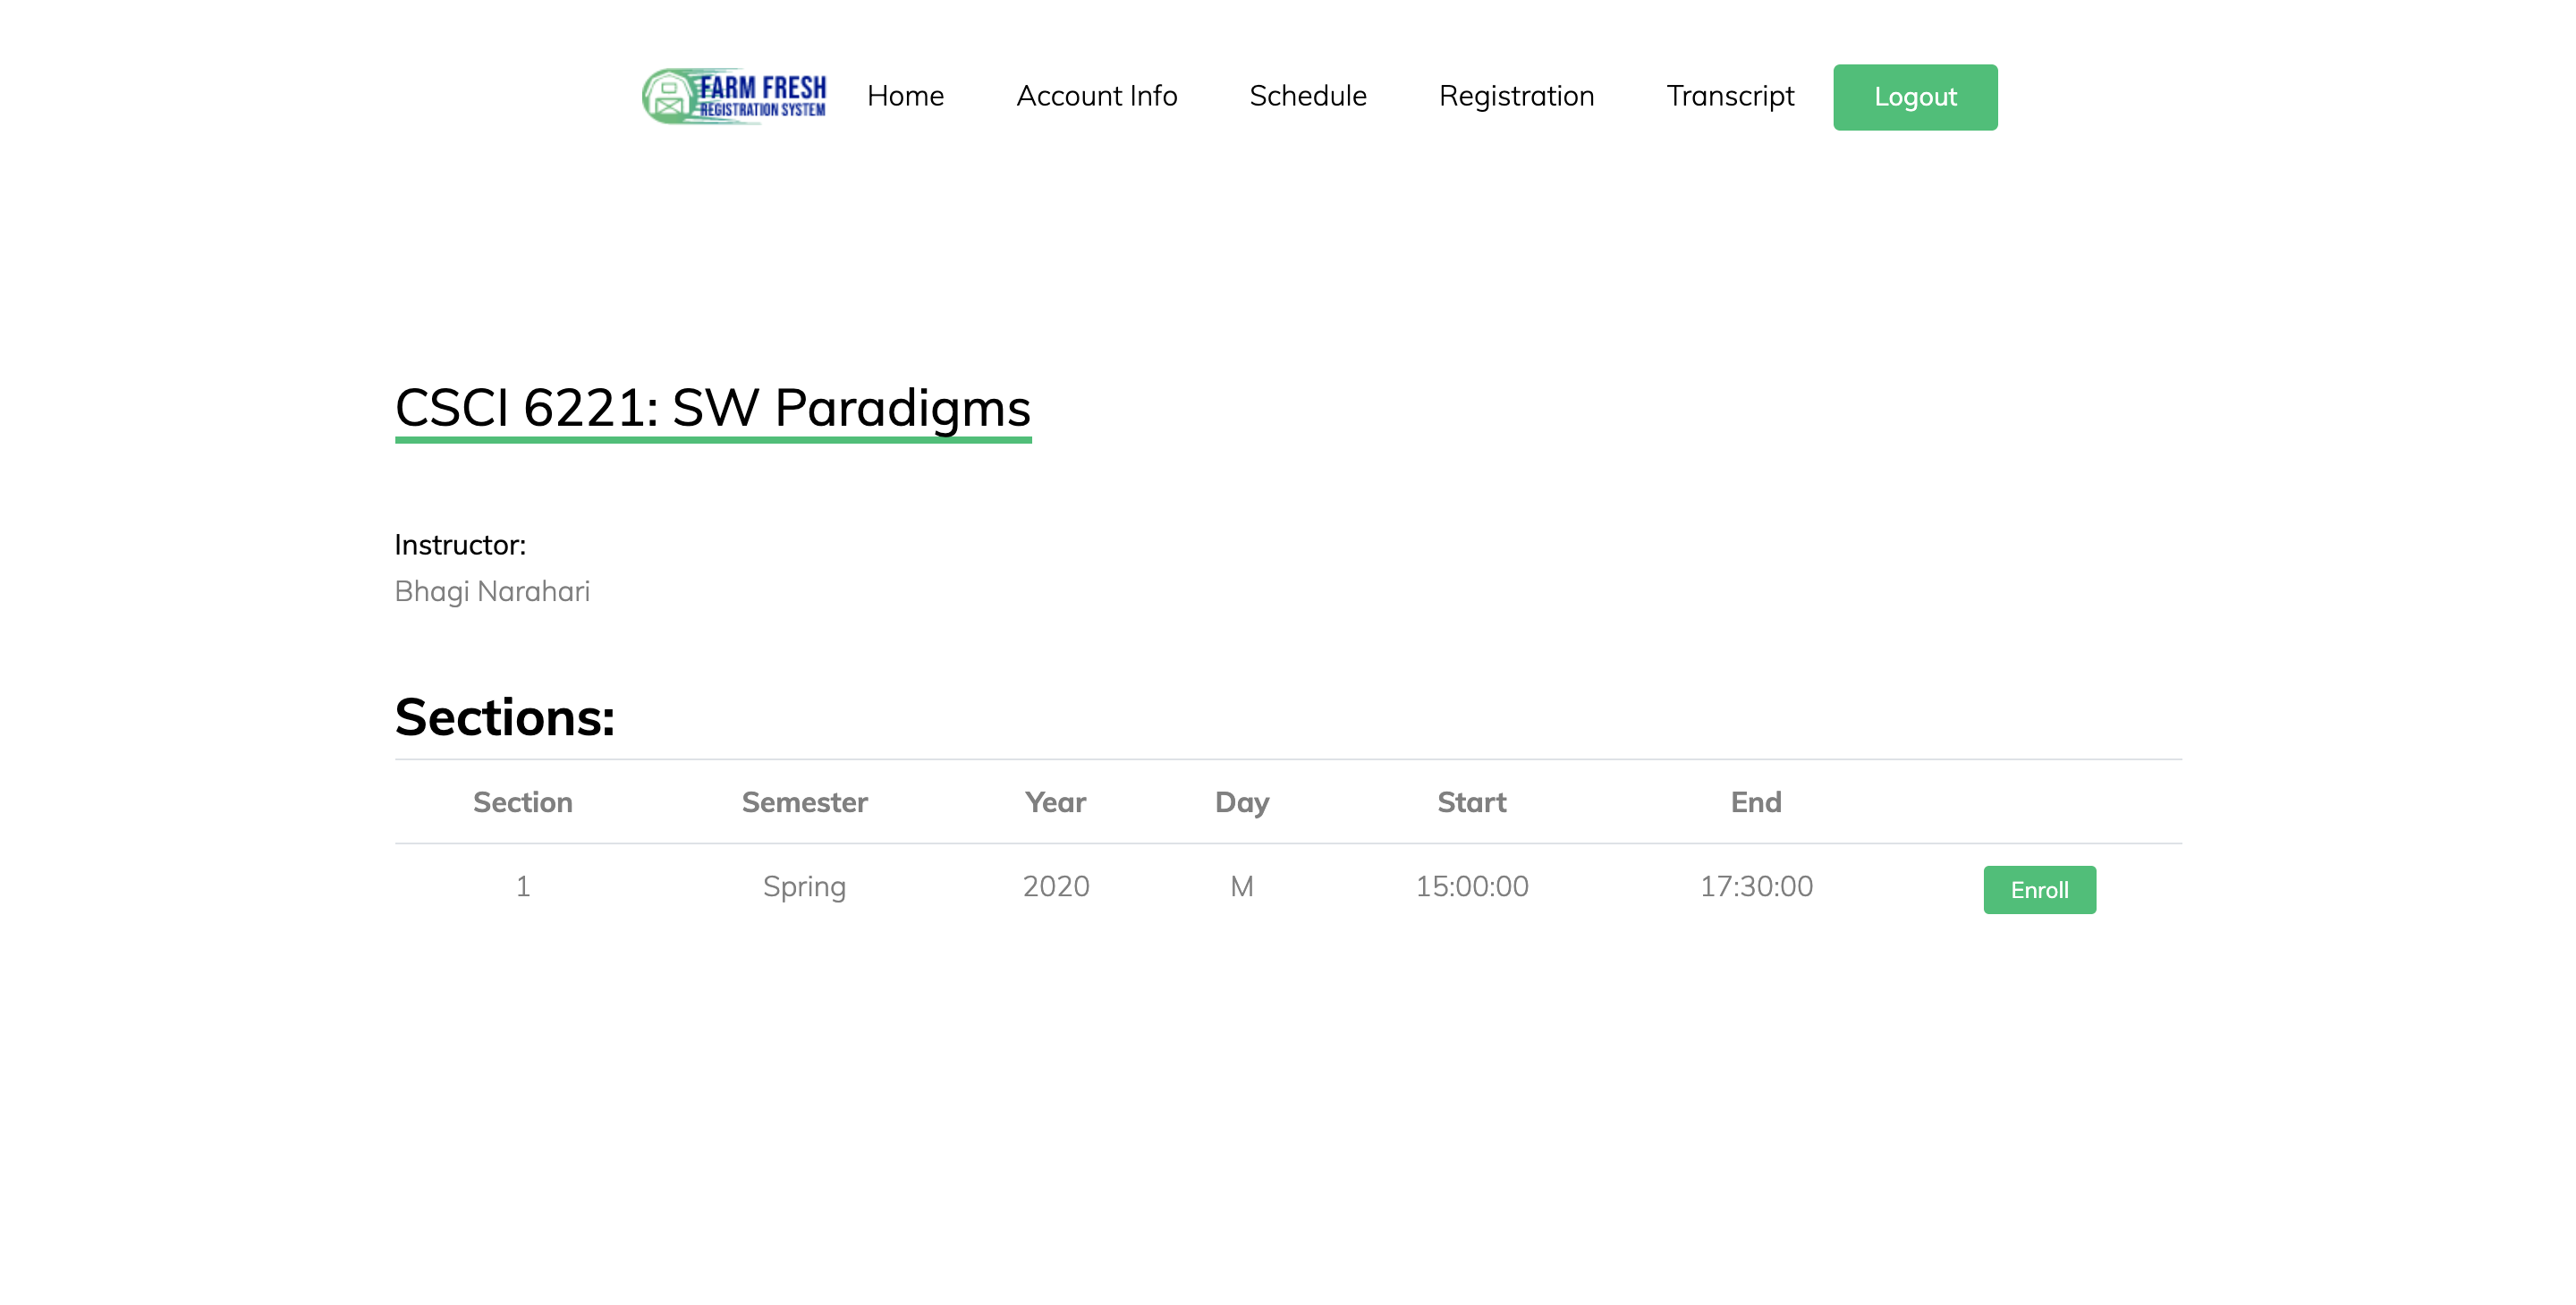 FARM FRESH
REGISTRATION SYSTEM
Home Account Info Schedule Registration Transcript Logout
CSCI 6221: SW Paradigms
Instructor:
Bhagi Narahari
Sections:
Section Semester Year Day Start End
1 Spring 2020 M 15:00:00 17:30:00 Enroll